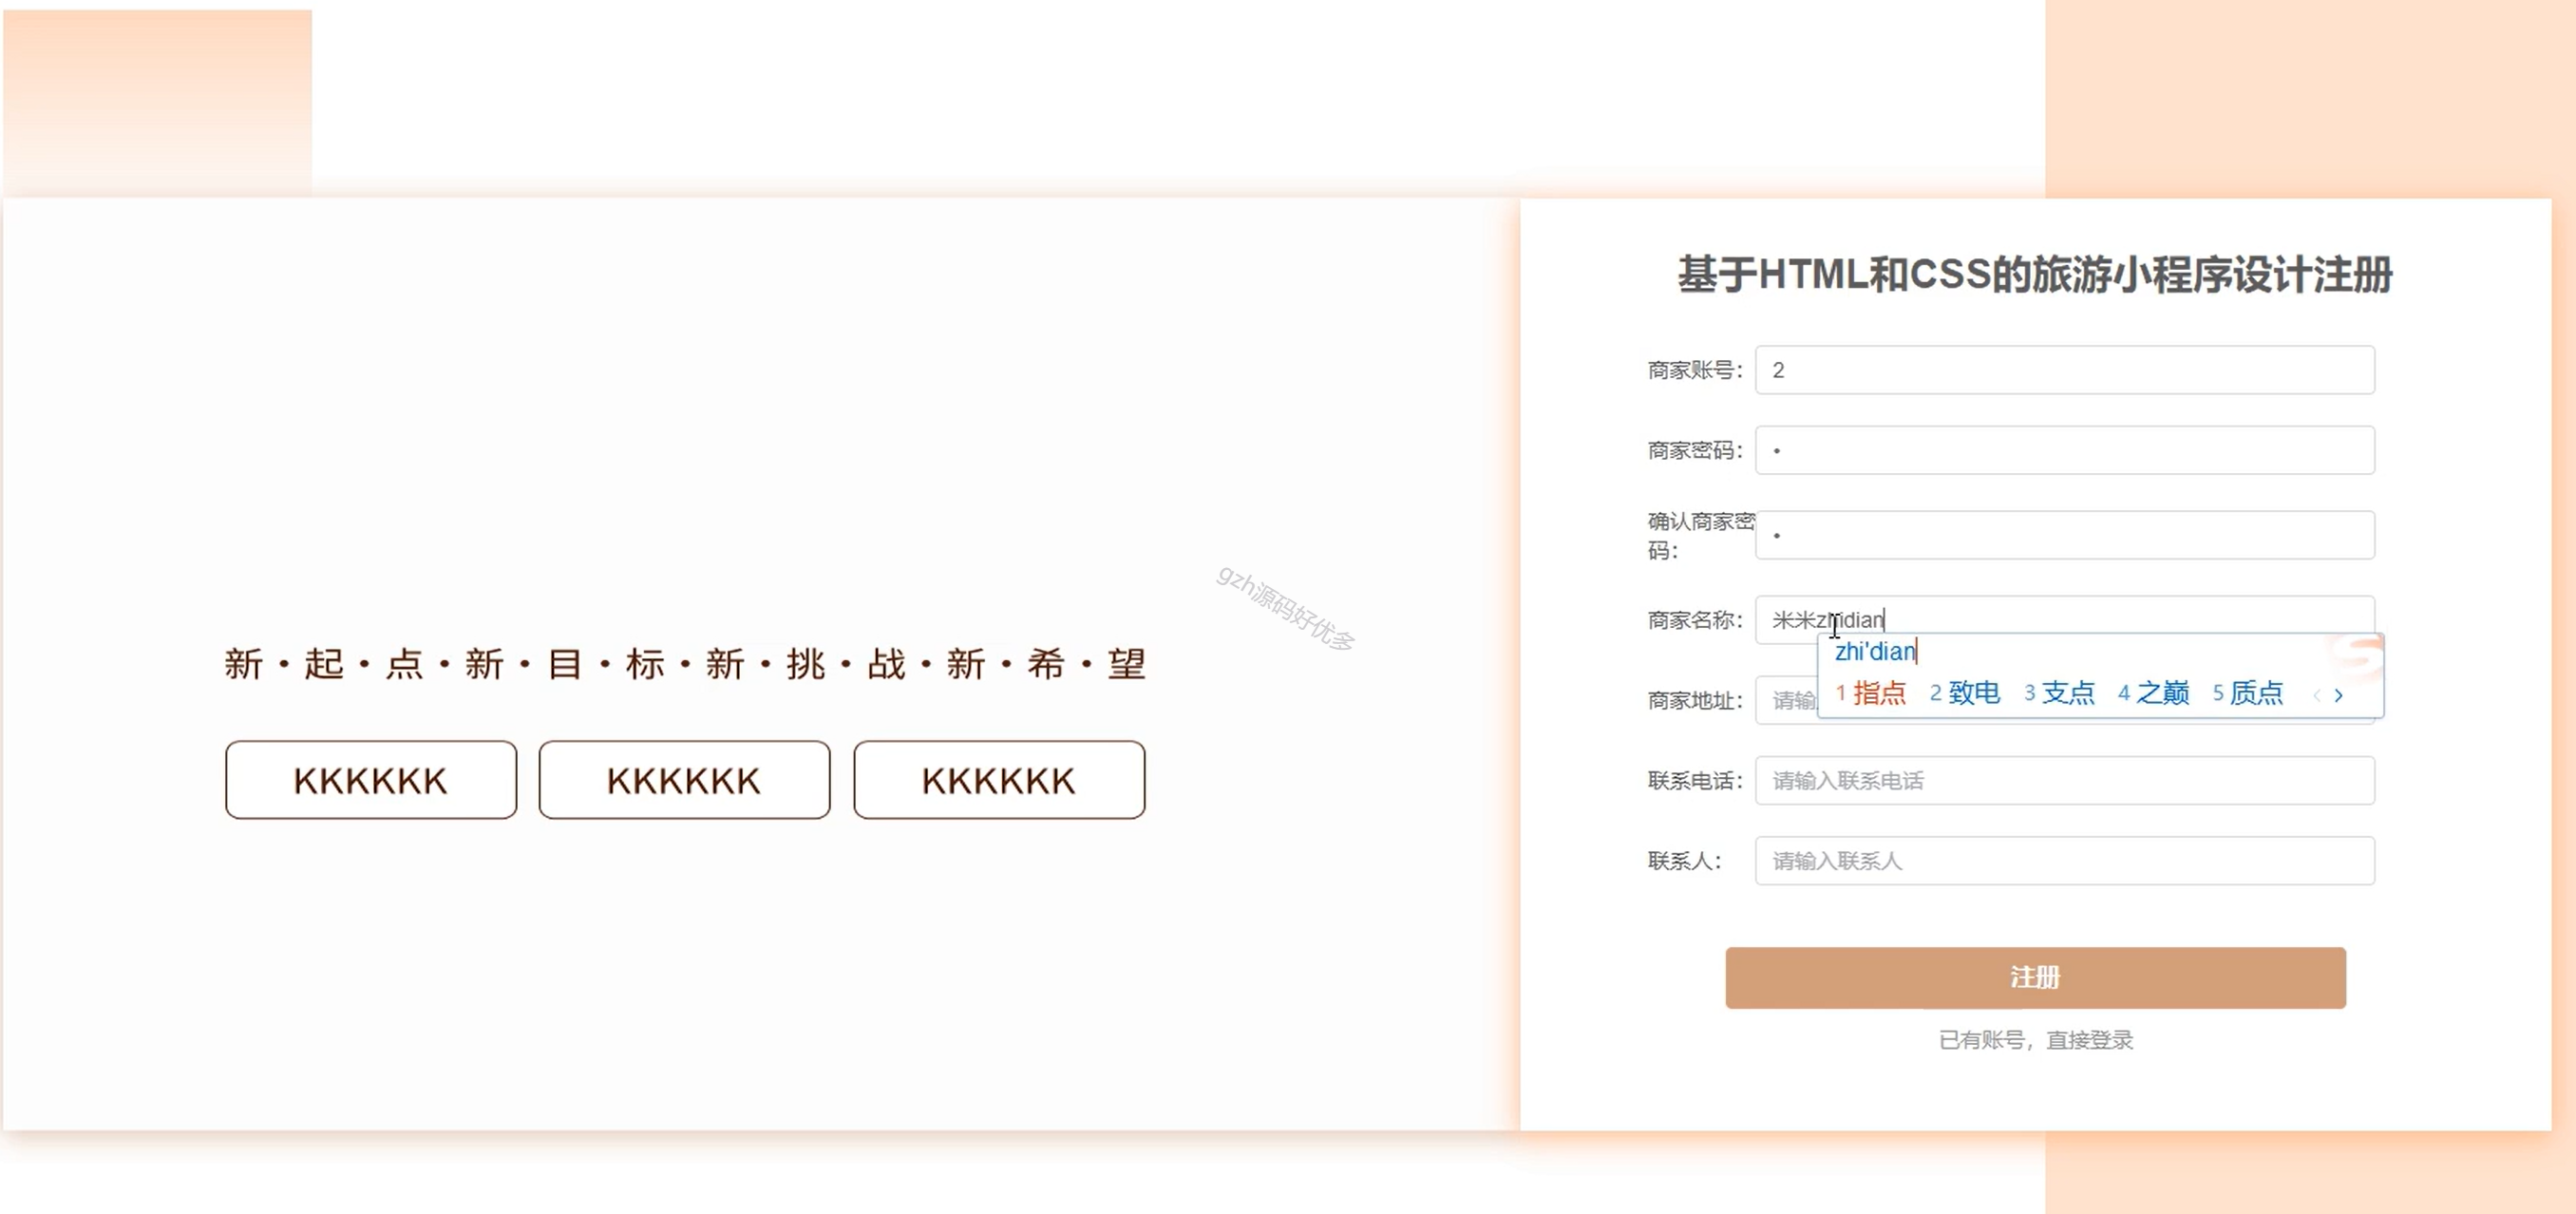 新·起·点·新·目·标·新·挑·战·新·希·望
KKKKKK
KKKKKK
KKKKKK
gzh源码好优多
基于HTML和CSS的旅游小程序设计注册
商家账号： 2
商家密码： •
确认商家密
码： •
商家名称： 米米zhidian
zhi'dian
1 指点 2 致电 3 支点 4 之巅 5 质点
商家地址： 请输
联系电话： 请输入联系电话
联系人： 请输入联系人
注册
已有账号，直接登录